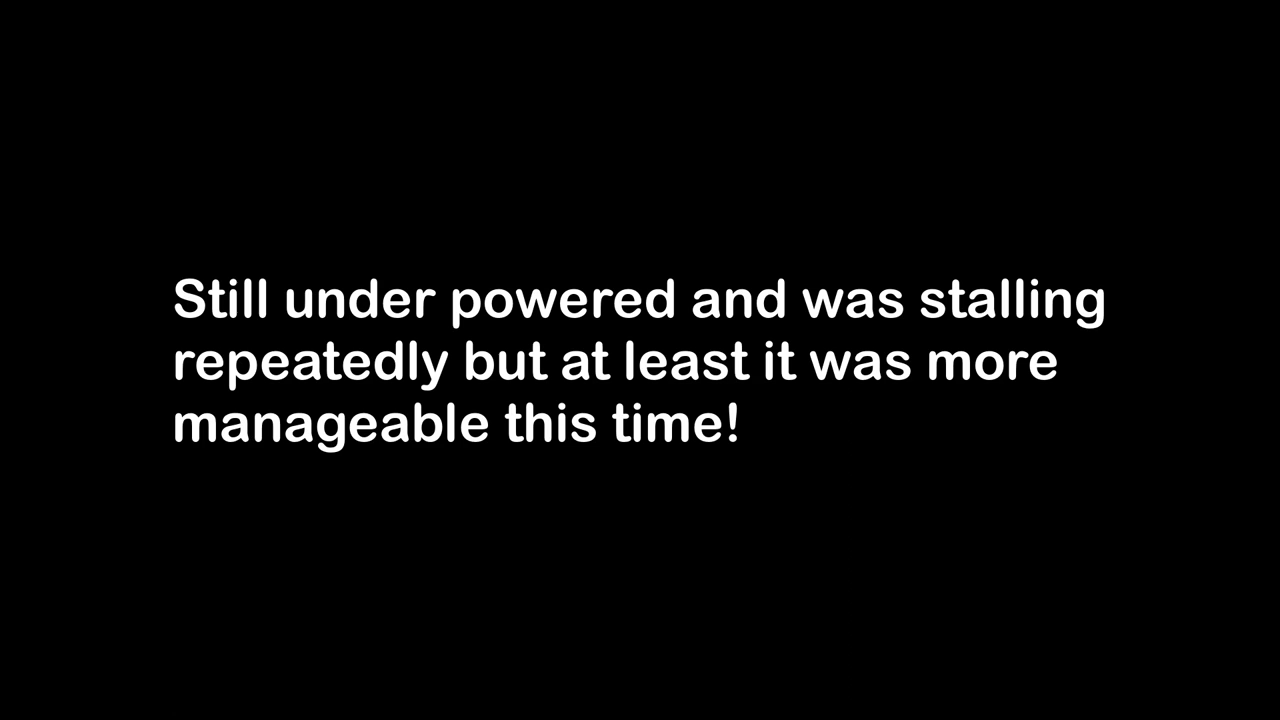 Still under powered and was stalling
repeatedly but at least it was more
manageable this time!